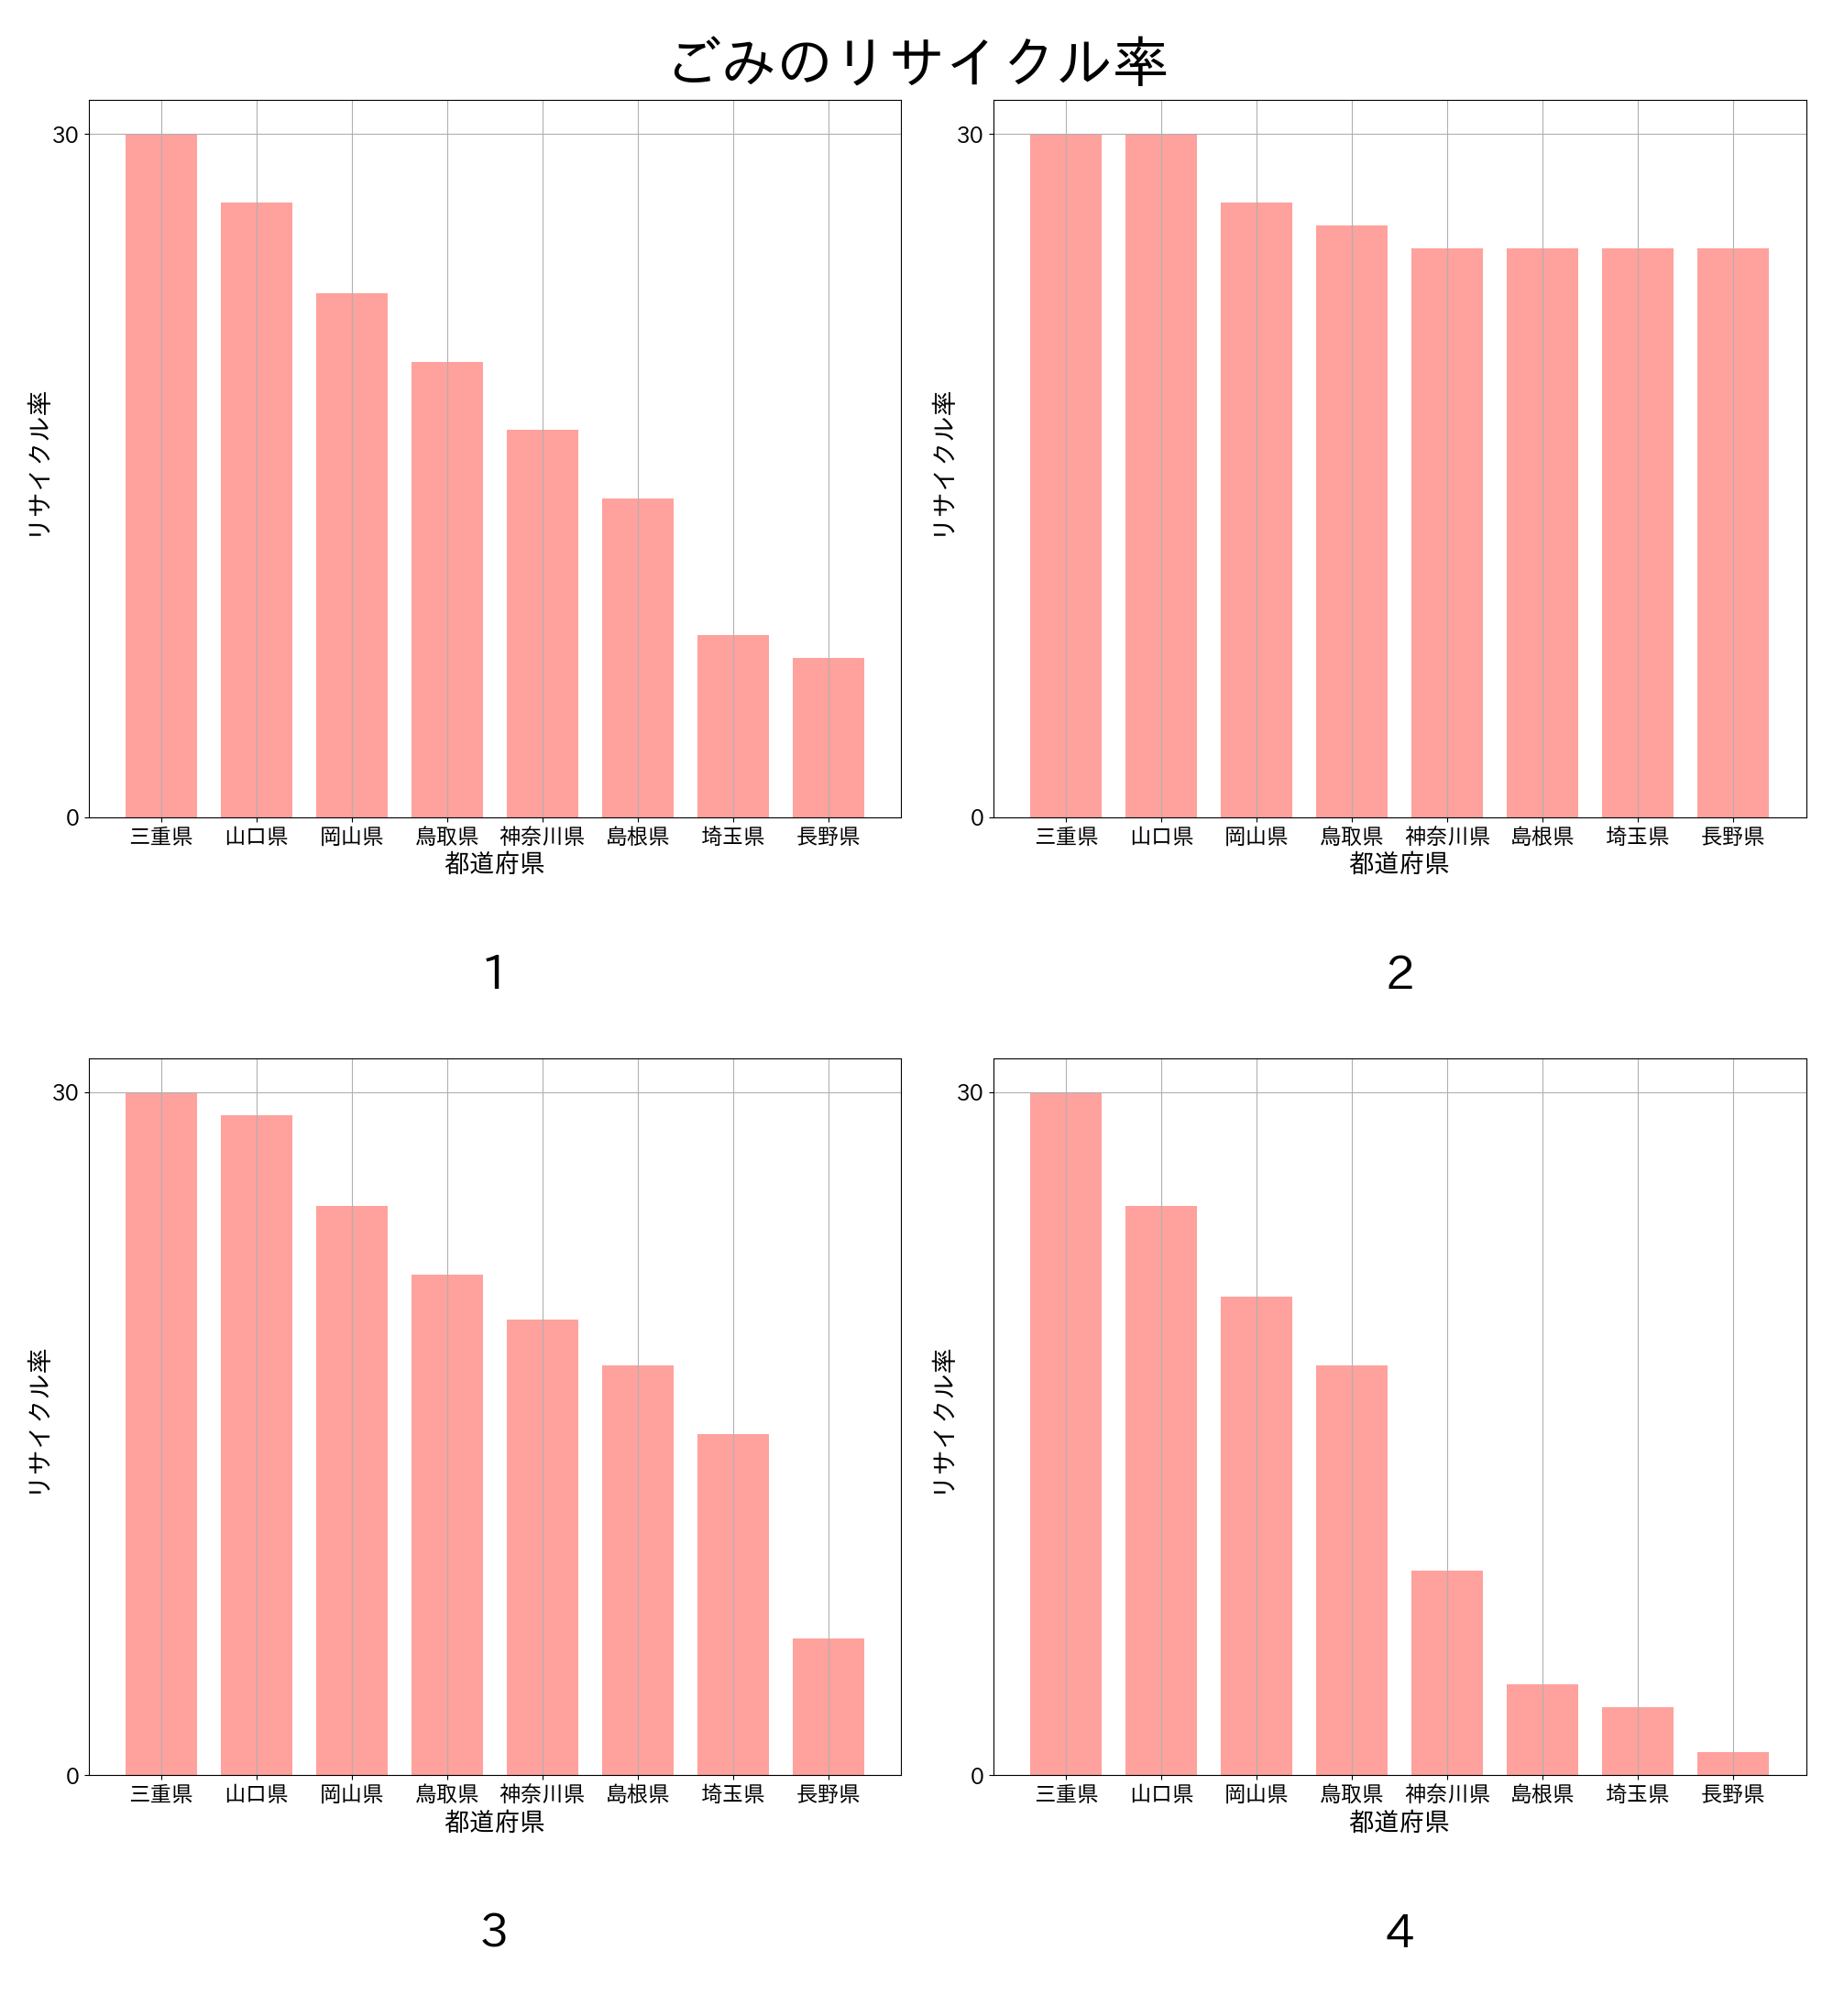 ごみのリサイクル率
30
0
リサイクル率
三重県 山口県 岡山県 鳥取県 神奈川県 島根県 埼玉県 長野県
都道府県
1
30
0
リサイクル率
三重県 山口県 岡山県 鳥取県 神奈川県 島根県 埼玉県 長野県
都道府県
2
30
0
リサイクル率
三重県 山口県 岡山県 鳥取県 神奈川県 島根県 埼玉県 長野県
都道府県
3
30
0
リサイクル率
三重県 山口県 岡山県 鳥取県 神奈川県 島根県 埼玉県 長野県
都道府県
4